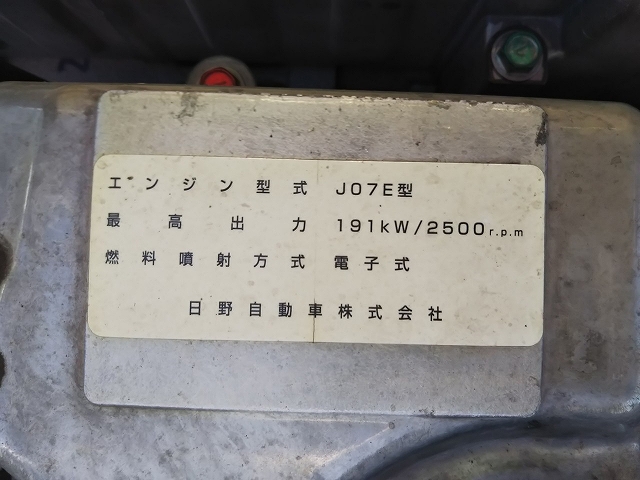 エンジン型式 J07E型
最高出力 191kW/2500r.p.m
燃料噴射方式 電子式
日野自動車株式会社